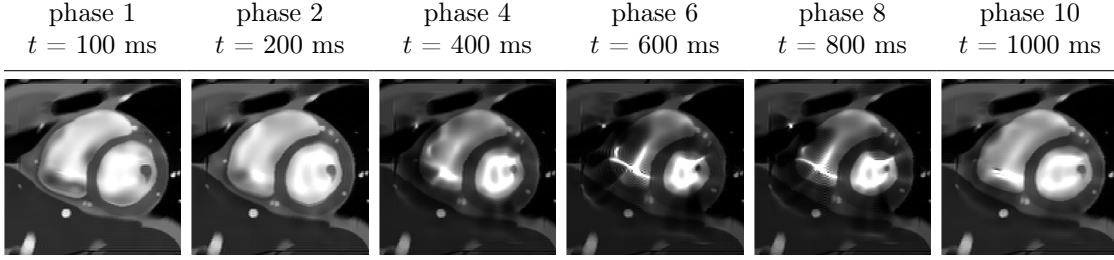 phase 1 phase 2 phase 4 phase 6 phase 8 phase 10
t = 100 ms t = 200 ms t = 400 ms t = 600 ms t = 800 ms t = 1000 ms